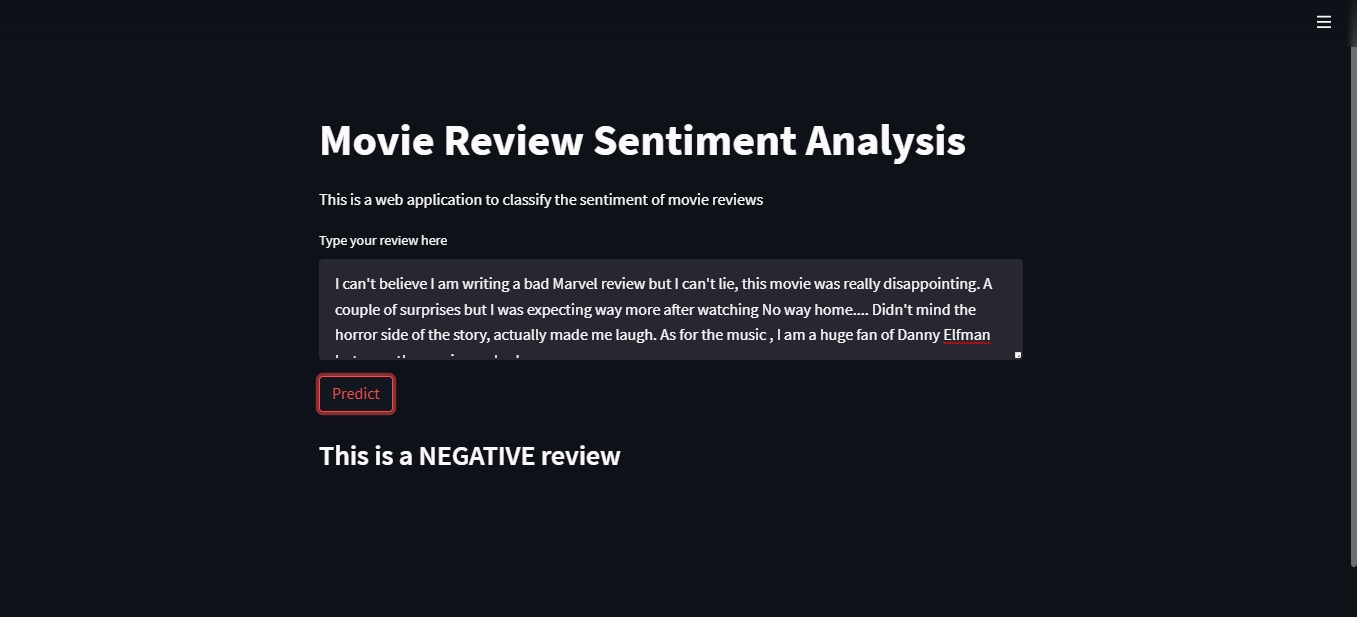 Movie Review Sentiment Analysis
This is a web application to classify the sentiment of movie reviews
Type your review here
I can't believe I am writing a bad Marvel review but I can't lie, this movie was really disappointing. A
couple of surprises but I was expecting way more after watching No way home.... Didn't mind the
horror side of the story, actually made me laugh. As for the music , I am a huge fan of Danny Elfman
Predict
This is a NEGATIVE review